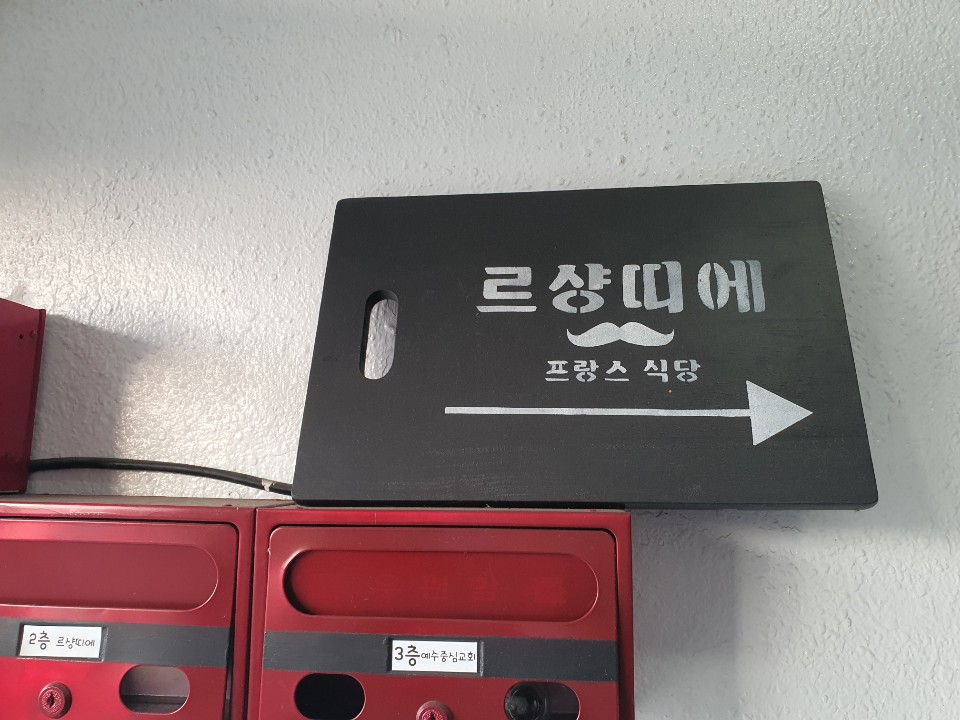 르샹띠에
프랑스 식당
2층 르샹띠에
3층 예수중심교회